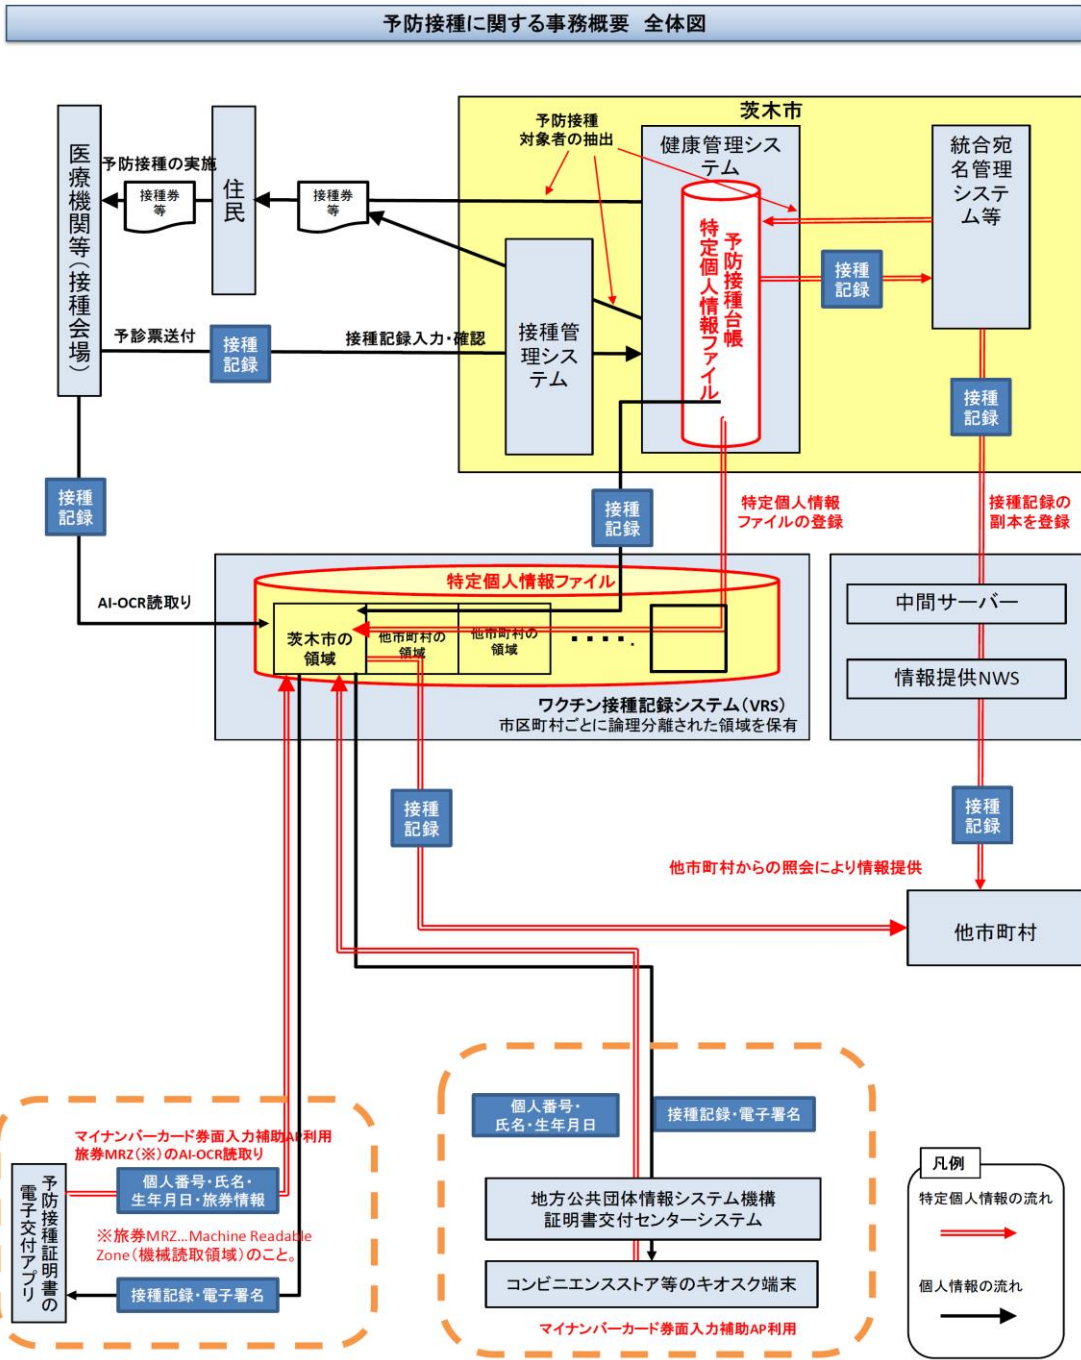 予防接種に関する事務概要 全体図
茨木市
予防接種
対象者の抽出
健康管理シス
テム
統合宛
名管理
システ
ム等
医療機関等(接種会場)
予防接種の実施
接種券
等
住民
接種券
等
予防接種台帳
特定個人情報ファイル
接種
記録
接種管
理シス
テム
予診票送付
接種
記録
接種記録入力・確認
接種
記録
接種
記録
接種
記録
特定個人情報
ファイルの登録
接種記録の
副本を登録
AI-OCR読取り
特定個人情報ファイル
茨木市の
領域
他市町村の
領域
他市町村の
領域
・・・・.
ワクチン接種記録システム(VRS)
市区町村ごとに論理分離された領域を保有
中間サーバー
情報提供NWS
接種
記録
接種
記録
他市町村からの照会により情報提供
他市町村
マイナンバーカード券面入力補助AP利用
旅券MRZ(※)のAI-OCR読取り
予防接種証明書の
電子交付アプリ
個人番号・氏名・
生年月日・旅券情報
※旅券MRZ...Machine Readable
Zone(機械読取領域)のこと。
接種記録・電子署名
個人番号・
氏名・生年月日
接種記録・電子署名
地方公共団体情報システム機構
証明書交付センターシステム
コンビニエンスストア等のキオスク端末
マイナンバーカード券面入力補助AP利用
凡例
特定個人情報の流れ
個人情報の流れ